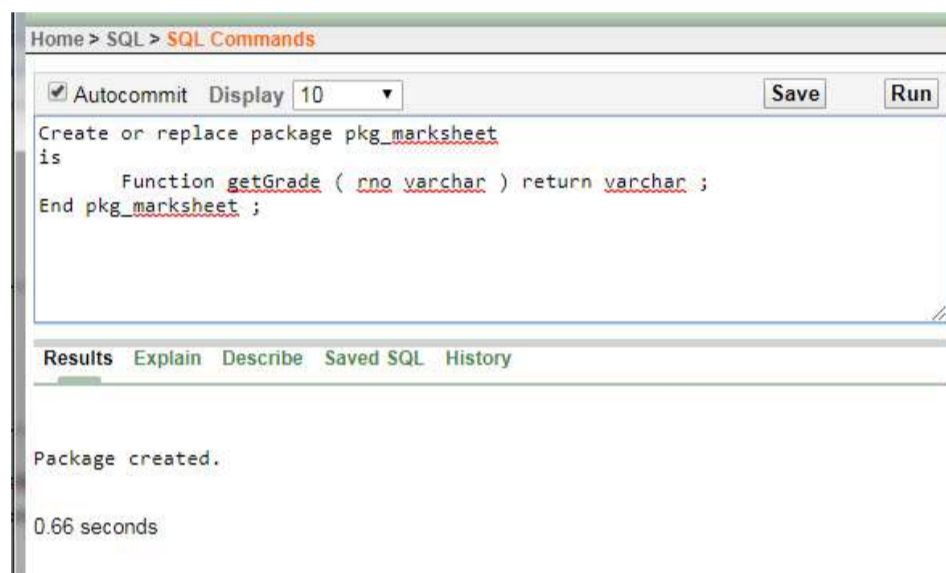 Home > SQL > SQL Commands
Autocommit Display 10 Save Run
Create or replace package pkg_marksheet
is
Function getGrade ( rno varchar ) return varchar ;
End pkg_marksheet ;
Results Explain Describe Saved SQL History
Package created.
0.66 seconds